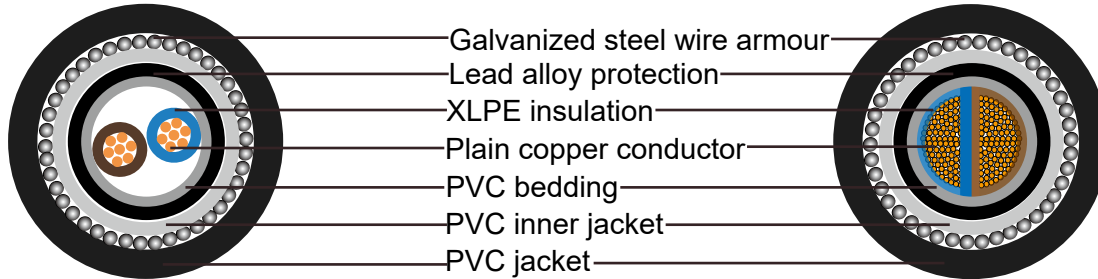 Galvanized steel wire armour
Lead alloy protection
XLPE insulation
Plain copper conductor
PVC bedding
PVC inner jacket
PVC jacket